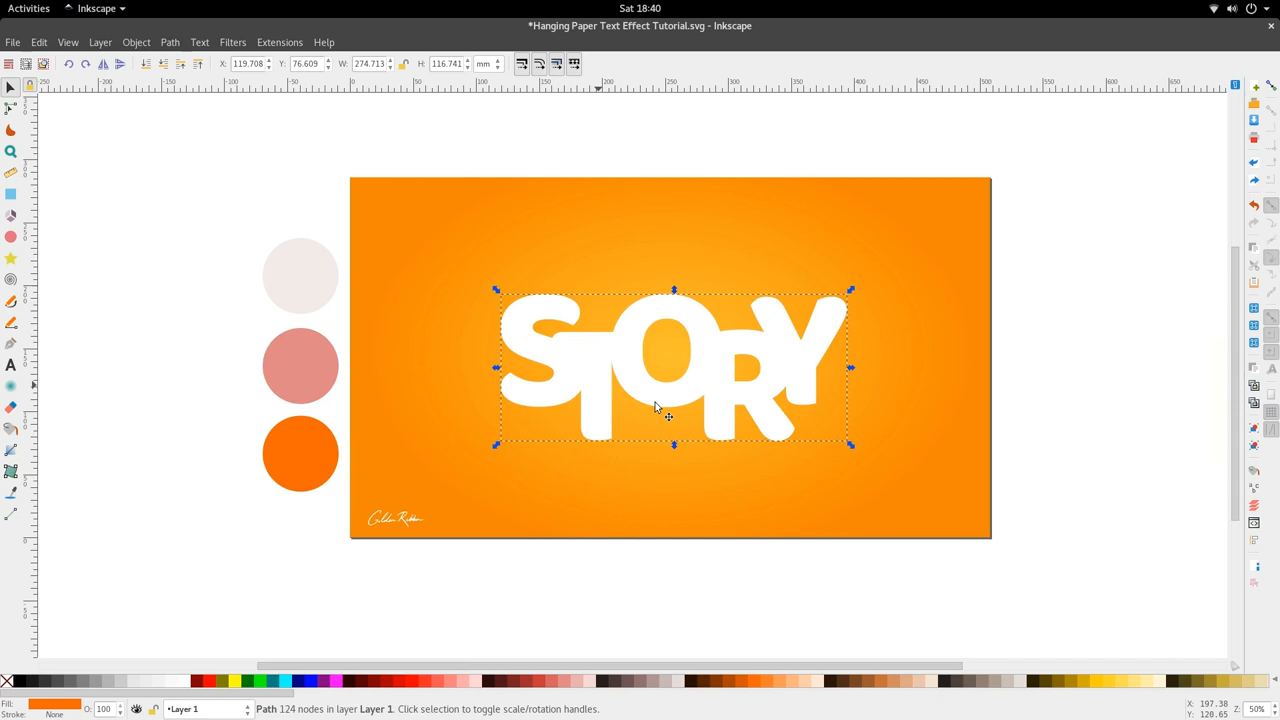 Activities Inkscape Sat 18:40
*Hanging Paper Text Effect Tutorial.svg - Inkscape
File Edit View Layer Object Path Text Filters Extensions Help
X: 119.708 Y: 76.609 W: 274.713 H: 116.741 mm
STORY
Golden Ribbon
Fill: O: 100 •Layer 1 Path 124 nodes in layer Layer 1. Click selection to toggle scale/rotation handles. X: 197.38 Z: 50%
Stroke: None Y: 120.65